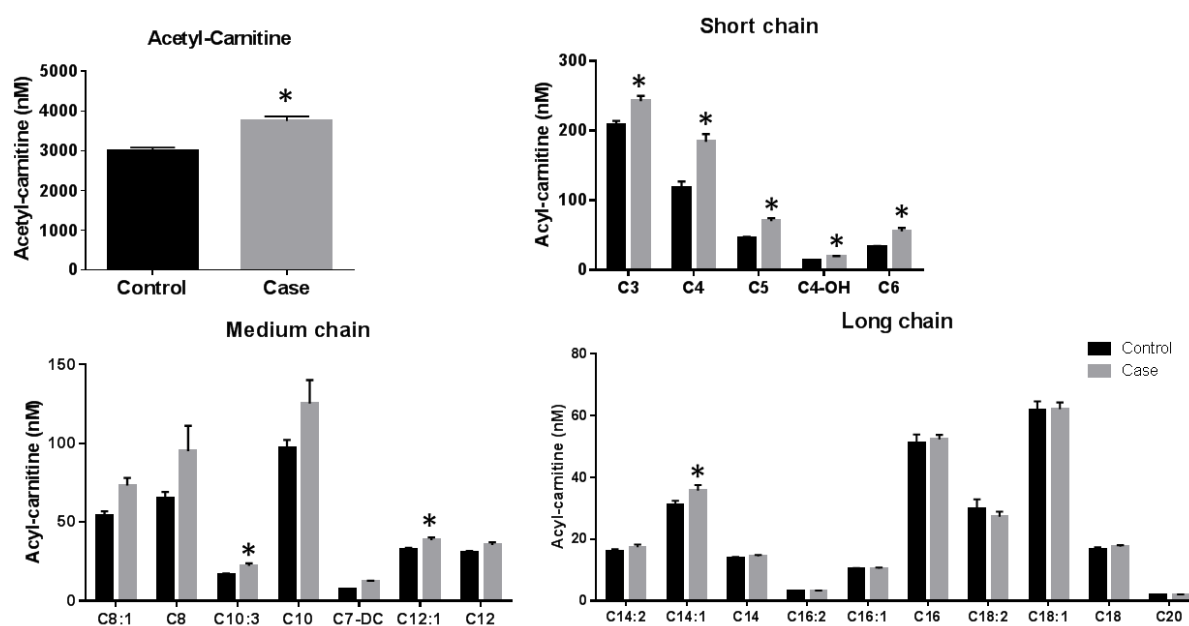 Acetyl-Carnitine
Acetyl-carnitine (nM)
5000
4000
3000
2000
1000
0
*
Control Case
Short chain
Acyl-carnitine (nM)
300
200
100
0
* * * * *
C3 C4 C5 C4-OH C6
Medium chain
Acyl-carnitine (nM)
150
100
50
0
* *
C8:1 C8 C10:3 C10 C7-DC C12:1 C12
Long chain
Acyl-carnitine (nM)
80
60
40
20
0
*
Control
Case
C14:2 C14:1 C14 C16:2 C16:1 C16 C18:2 C18:1 C18 C20